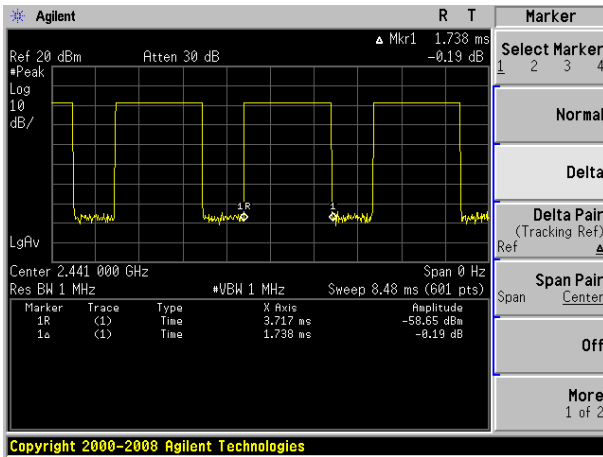 Agilent R T
Δ Mkr1 1.738 ms
Ref 20 dBm Atten 30 dB -0.19 dB
#Peak
Log
10
dB/
1R 1
LgAv
Center 2.441 000 GHz Span 0 Hz
Res BW 1 MHz #VBW 1 MHz Sweep 8.48 ms (601 pts)
Marker Trace Type X Axis Amplitude
1R (1) Time 3.717 ms -58.65 dBm
1Δ (1) Time 1.738 ms -0.19 dB
Copyright 2000-2008 Agilent Technologies
Marker
Select Marker
1 2 3 4
Normal
Delta
Delta Pair
(Tracking Ref)
Ref Δ
Span Pair
Span Center
Off
More
1 of 2